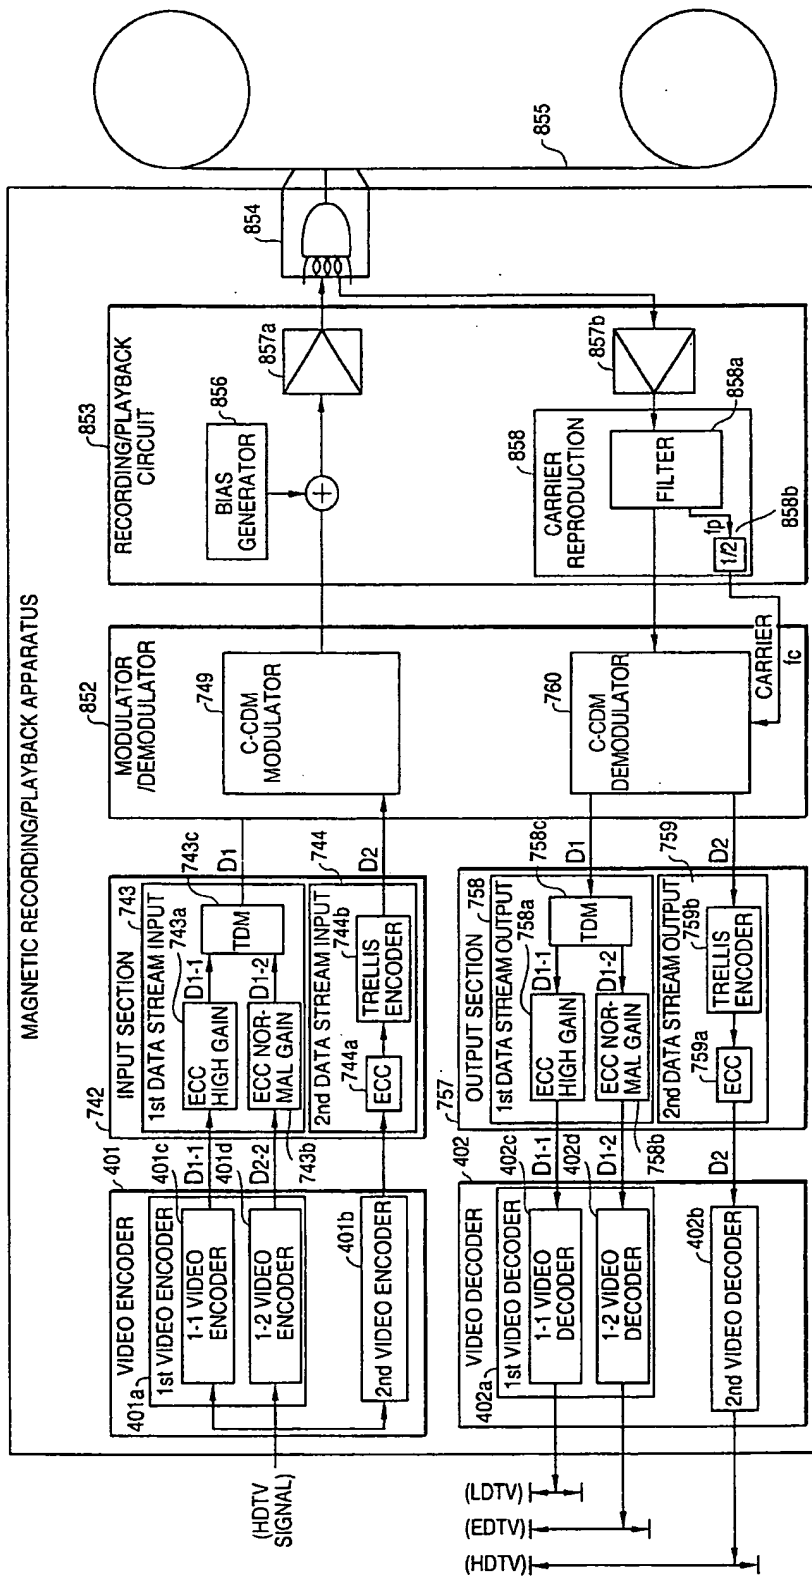 MAGNETIC RECORDING/PLAYBACK APPARATUS
401
VIDEO ENCODER
401a
1st VIDEO ENCODER
401c
1-1 VIDEO
ENCODER
401d
1-2 VIDEO
ENCODER
401b
2nd VIDEO ENCODER
(HDTV
SIGNAL)
D1-1
D2-2
742
INPUT SECTION
743
1st DATA STREAM INPUT
743a
ECC
HIGH GAIN
743b
ECC NOR-
MAL GAIN
D1-1
D1-2
743c
TDM
D1
744
2nd DATA STREAM INPUT
744a
ECC
744b
TRELLIS
ENCODER
D2
852
MODULATOR
/DEMODULATOR
749
C-CDM
MODULATOR
760
C-CDM
DEMODULATOR
CARRIER
fc
853
RECORDING/PLAYBACK
CIRCUIT
856
BIAS
GENERATOR
+
857a
854
855
857b
858
CARRIER
REPRODUCTION
858a
FILTER
fp
858b
1/2
757
OUTPUT SECTION
758
1st DATA STREAM OUTPUT
758a
ECC
HIGH GAIN
758b
ECC NOR-
MAL GAIN
D1-1
D1-2
758c
TDM
D1
759
2nd DATA STREAM OUTPUT
759a
ECC
759b
TRELLIS
ENCODER
D2
402
VIDEO DECODER
402a
1st VIDEO DECODER
402c
1-1 VIDEO
DECODER
402d
1-2 VIDEO
DECODER
402b
2nd VIDEO DECODER
D1-1
D1-2
D2
(LDTV)
(EDTV)
(HDTV)